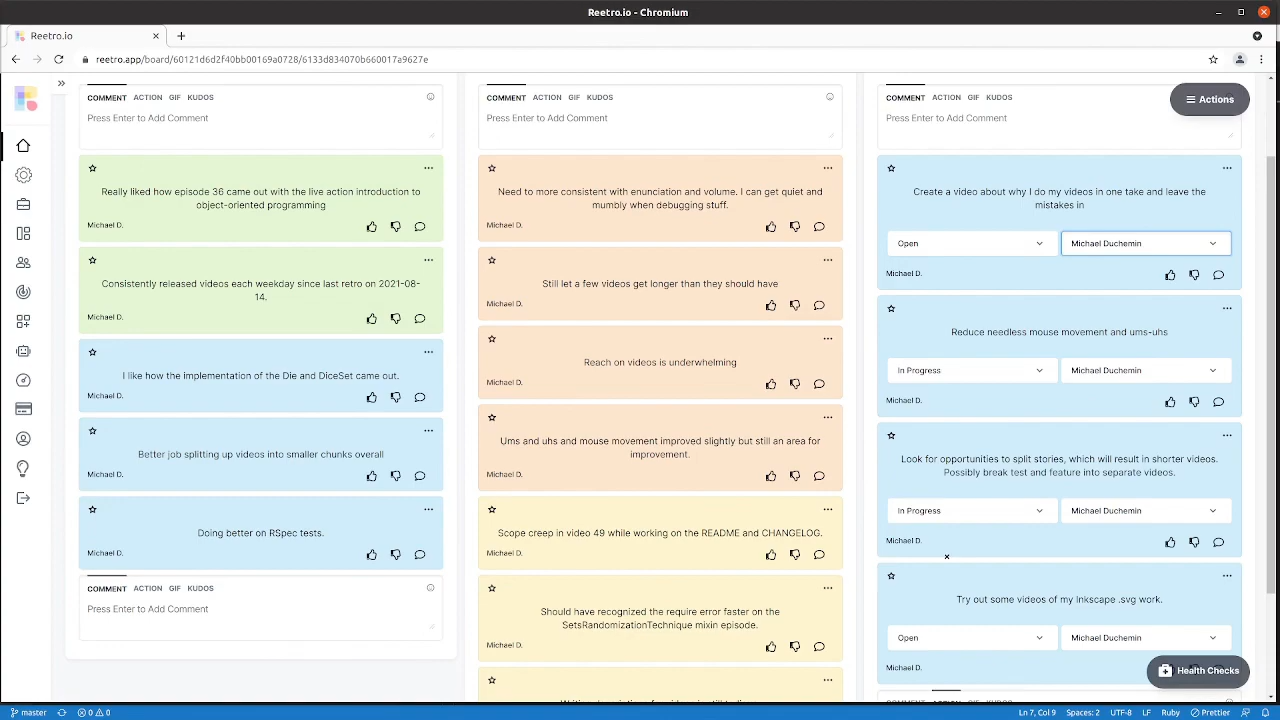 Reetro.io - Chromium
Reetro.io
reetro.app/board/60121d6d2f40bb00169a0728/6133d834070b660017a9627e
COMMENT ACTION GIF KUDOS
Press Enter to Add Comment
Really liked how episode 36 came out with the live action introduction to
object-oriented programming
Michael D.
Consistently released videos each weekday since last retro on 2021-08-
14.
Michael D.
I like how the implementation of the Die and DiceSet came out.
Michael D.
Better job splitting up videos into smaller chunks overall
Michael D.
Doing better on RSpec tests.
Michael D.
COMMENT ACTION GIF KUDOS
Press Enter to Add Comment
COMMENT ACTION GIF KUDOS
Press Enter to Add Comment
Need to more consistent with enunciation and volume. I can get quiet and
mumbly when debugging stuff.
Michael D.
Still let a few videos get longer than they should have
Michael D.
Reach on videos is underwhelming
Michael D.
Ums and uhs and mouse movement improved slightly but still an area for
improvement.
Michael D.
Scope creep in video 49 while working on the README and CHANGELOG.
Michael D.
Should have recognized the require error faster on the
SetsRandomizationTechnique mixin episode.
Michael D.
COMMENT ACTION GIF KUDOS
Press Enter to Add Comment
Actions
Create a video about why I do my videos in one take and leave the
mistakes in
Open Michael Duchemin
Michael D.
Reduce needless mouse movement and ums-uhs
In Progress Michael Duchemin
Michael D.
Look for opportunities to split stories, which will result in shorter videos.
Possibly break test and feature into separate videos.
In Progress Michael Duchemin
Michael D.
Try out some videos of my Inkscape .svg work.
Open Michael Duchemin
Michael D.
Health Checks
COMMENT ACTION GIF KUDOS
master 0 0 Ln 7, Col 9 Spaces: 2 UTF-8 LF Ruby Prettier